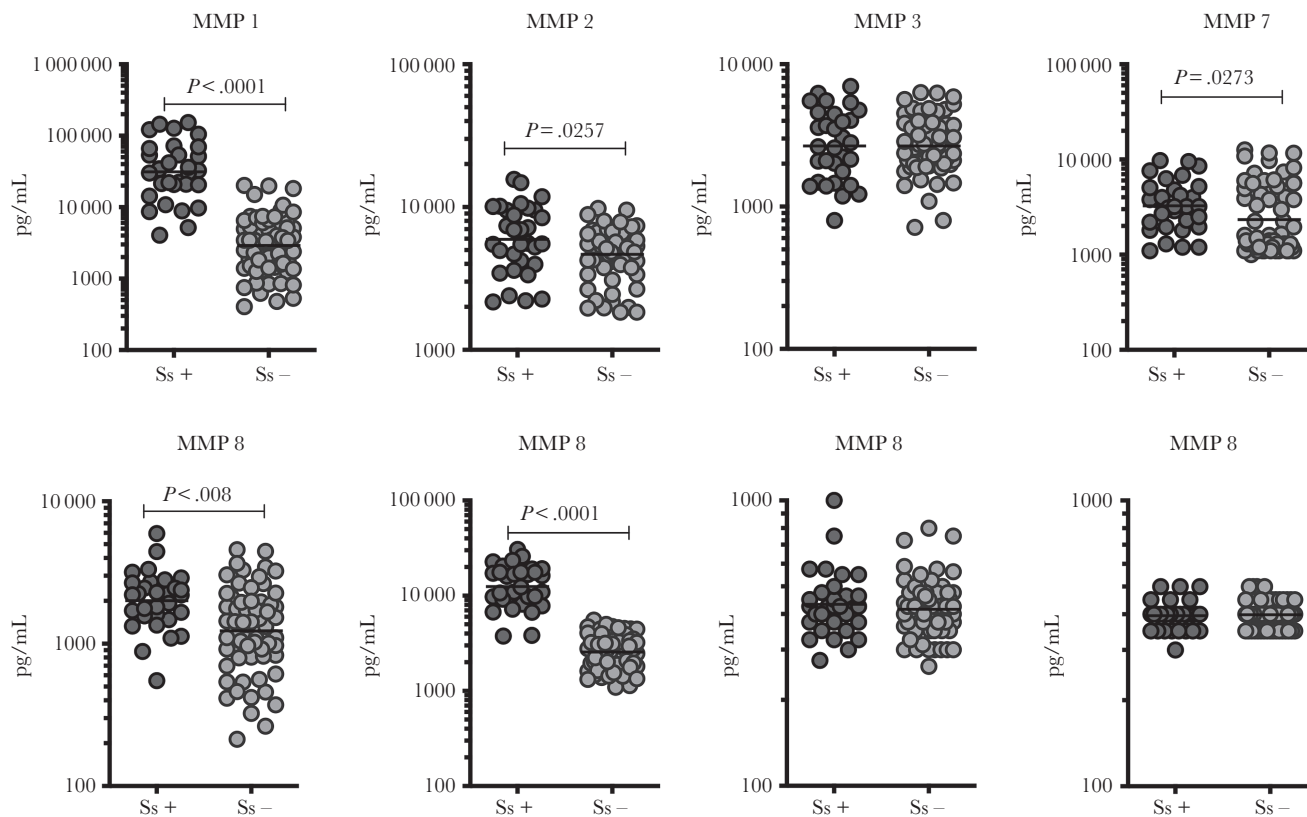 MMP 1
1 000 000
100 000
10 000
1000
100
pg/mL
P < .0001
Ss +
Ss –
MMP 2
100 000
10 000
1000
pg/mL
P = .0257
Ss +
Ss –
MMP 3
10 000
1000
100
pg/mL
Ss +
Ss –
MMP 7
100 000
10 000
1000
100
pg/mL
P = .0273
Ss +
Ss –
MMP 8
10 000
1000
100
pg/mL
P < .008
Ss +
Ss –
MMP 8
100 000
10 000
1000
100
pg/mL
P < .0001
Ss +
Ss –
MMP 8
1000
100
pg/mL
Ss +
Ss –
MMP 8
1000
100
pg/mL
Ss +
Ss –